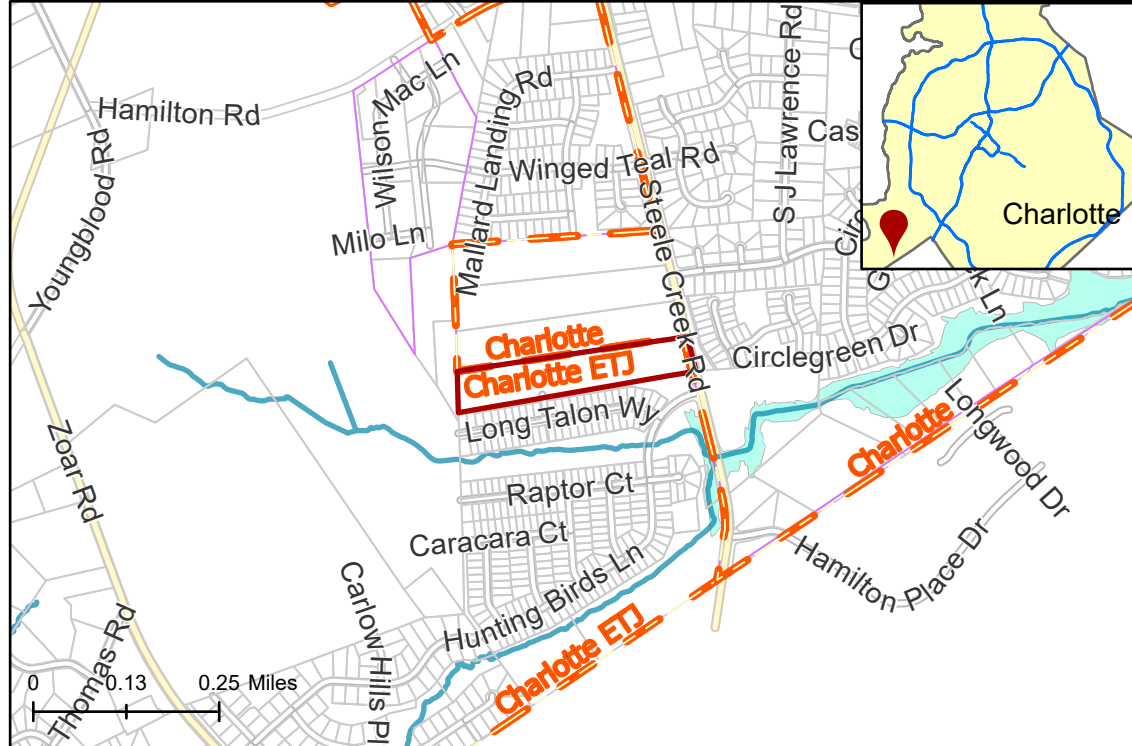 Mac Ln
Hamilton Rd
Youngblood Rd
Wilson
Milo Ln
Mallard Landing Rd
Winged Teal Rd
Steele Creek Rd
S J Lawrence Rd
C
Cas
Circ
G
k Ln
Charlotte
Charlotte
Charlotte ETJ
Circlegreen Dr
Long Talon Wy
Raptor Ct
Caracara Ct
Hunting Birds Ln
Carlow Hills Pl
Zoar Rd
Thomas Rd
Charlotte
Longwood Dr
Hamilton Place Dr
Charlotte ETJ
0 0.13 0.25 Miles